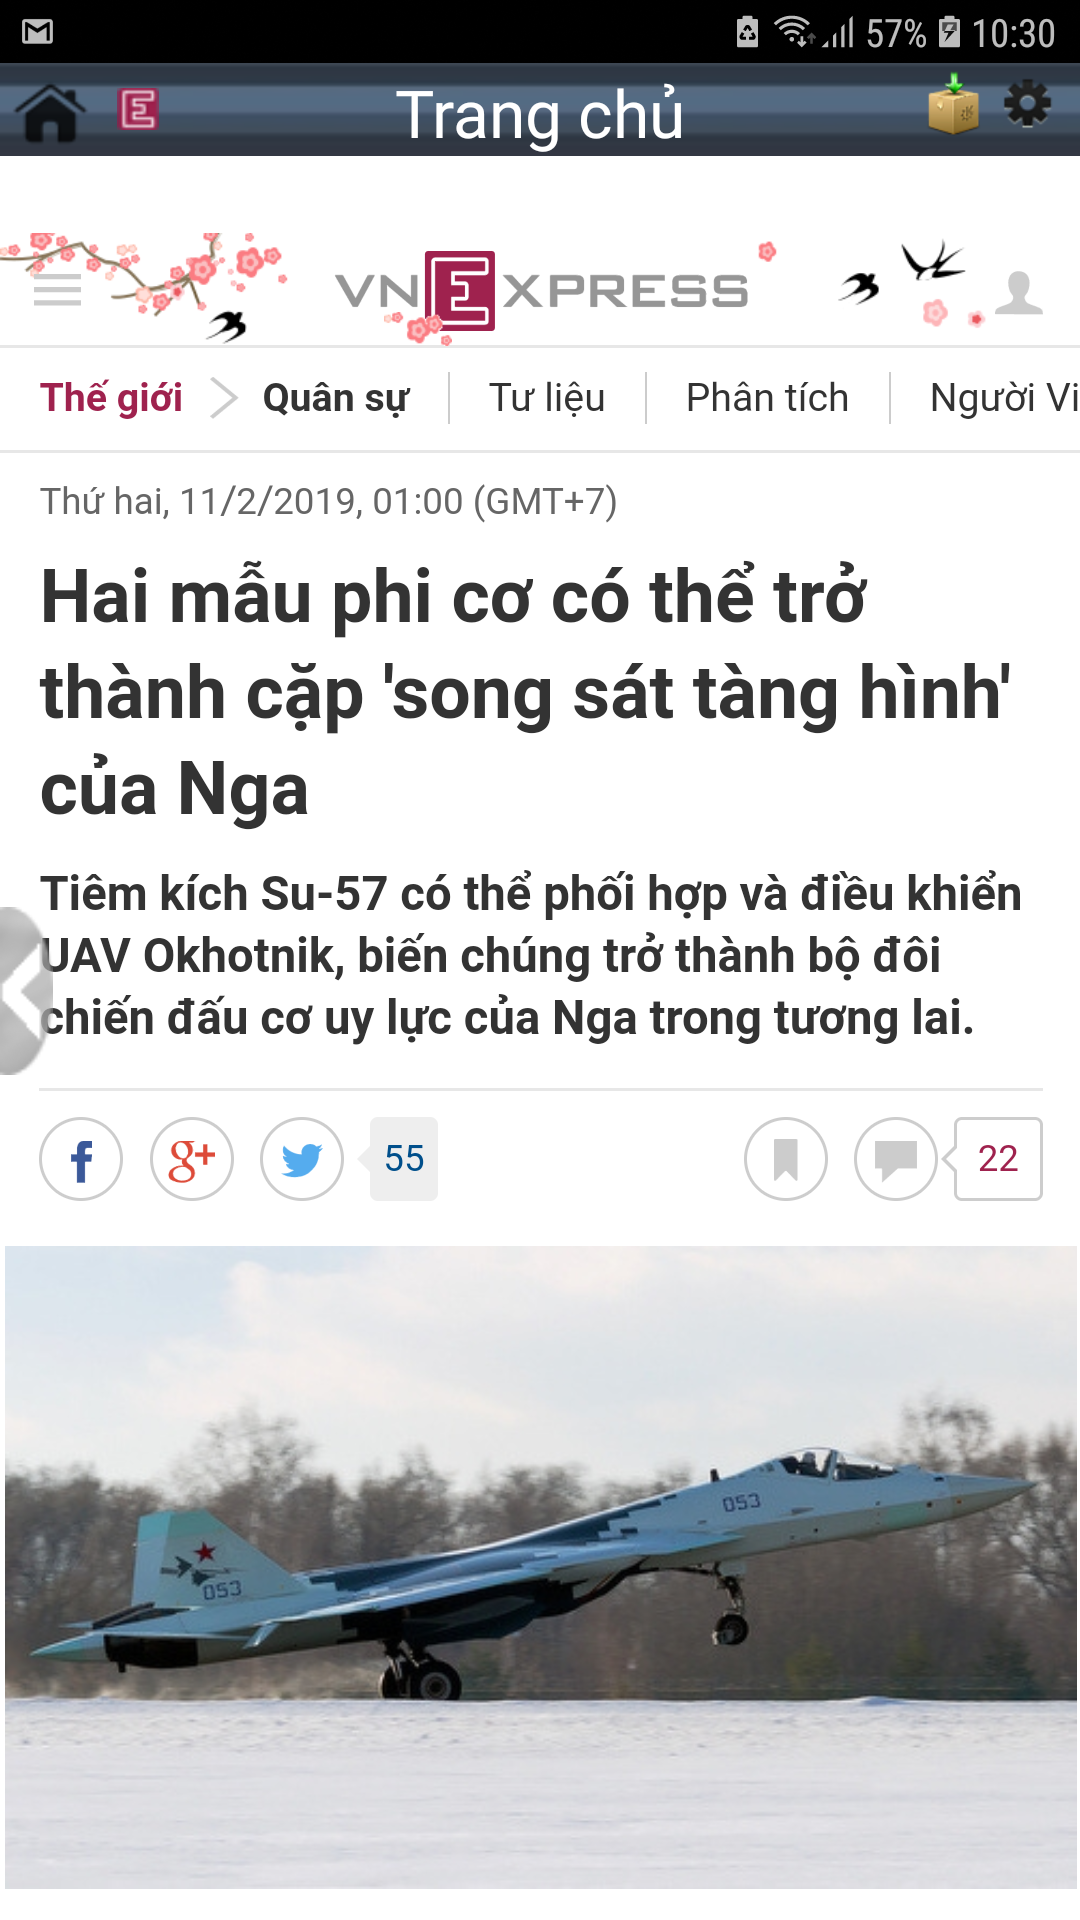 57% 10:30
Trang chủ
VNEXPRESS
Thế giới Quân sự Tư liệu Phân tích Người Vi
Thứ hai, 11/2/2019, 01:00 (GMT+7)
Hai mẫu phi cơ có thể trở
thành cặp 'song sát tàng hình'
của Nga
Tiêm kích Su-57 có thể phối hợp và điều khiển
UAV Okhotnik, biến chúng trở thành bộ đôi
chiến đấu cơ uy lực của Nga trong tương lai.
55 22
053
053